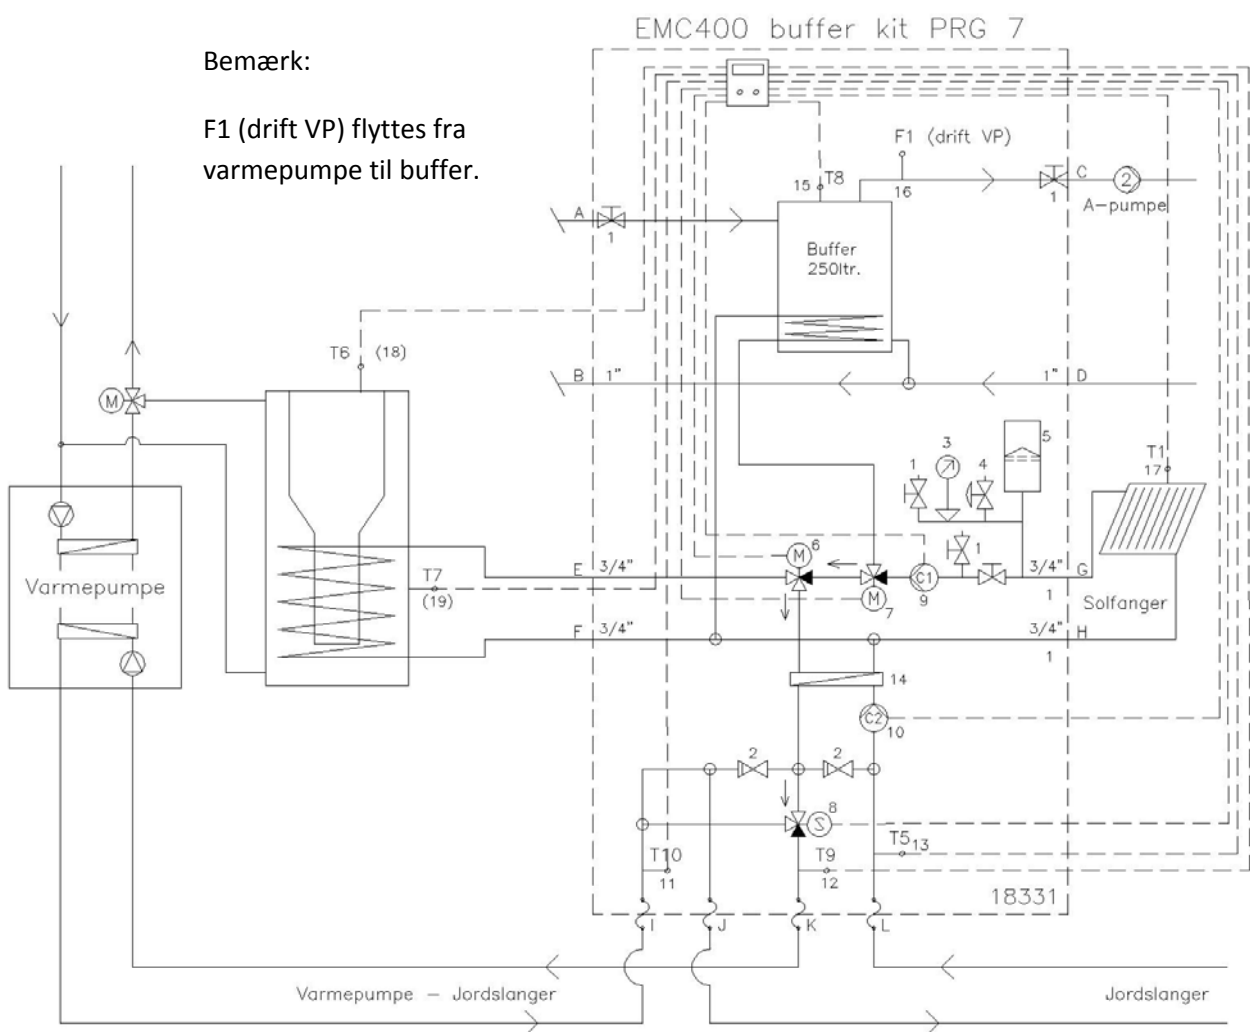 EMC400 buffer kit PRG 7
Bemærk:
F1 (drift VP) flyttes fra
varmepumpe til buffer.
F1 (drift VP)
15 T8
16
1
C
2
A-pumpe
A
1
Buffer
250ltr.
T6 (18)
B 1"
1" D
M
T1
17
1
3
4
5
M 6
1
E 3/4"
T7
(19)
C1
9
3/4" G
1
M
7
Solfanger
Varmepumpe
F 3/4"
3/4" H
1
14
C2
10
2
2
S 8
T10
11
T9
12
T5 13
18331
I
J
K
L
Varmepumpe - Jordslanger
Jordslanger